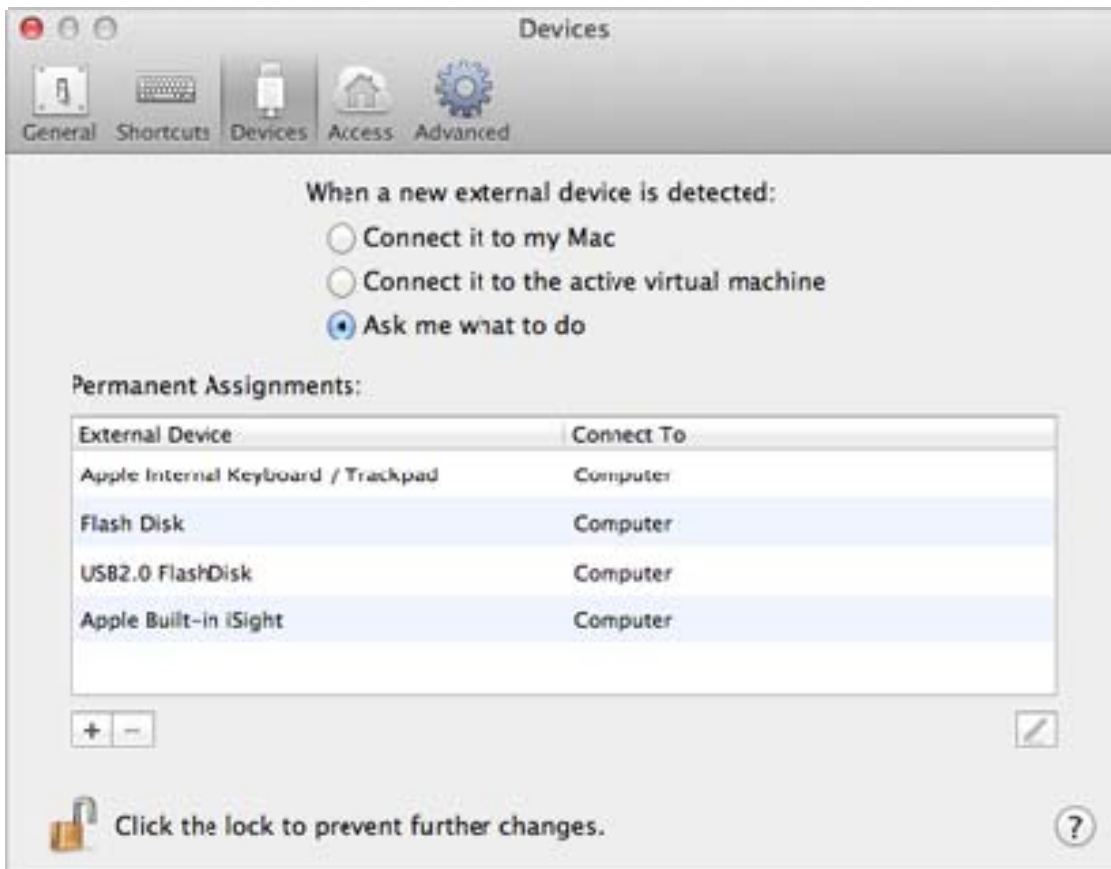 Devices
General Shortcuts Devices Access Advanced
When a new external device is detected:
Connect it to my Mac
Connect it to the active virtual machine
Ask me what to do
Permanent Assignments:
External Device Connect To
Apple Internal Keyboard / Trackpad Computer
Flash Disk Computer
USB2.0 FlashDisk Computer
Apple Built-in iSight Computer
+ −
Click the lock to prevent further changes. ?